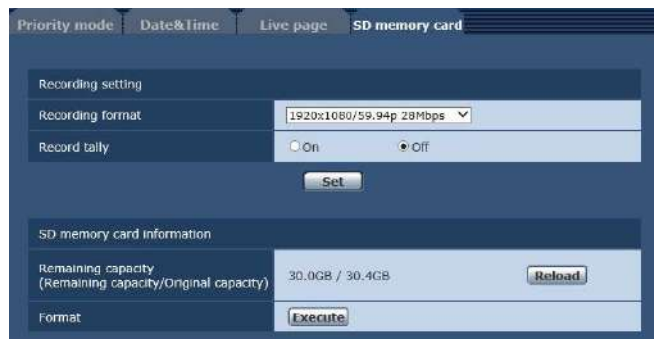 Priority mode Date&Time Live page SD memory card
Recording setting
Recording format 1920x1080/59.94p 28Mbps
Record tally On Off
Set
SD memory card information
Remaining capacity
(Remaining capacity/Original capacity) 30.0GB / 30.4GB Reload
Format Execute